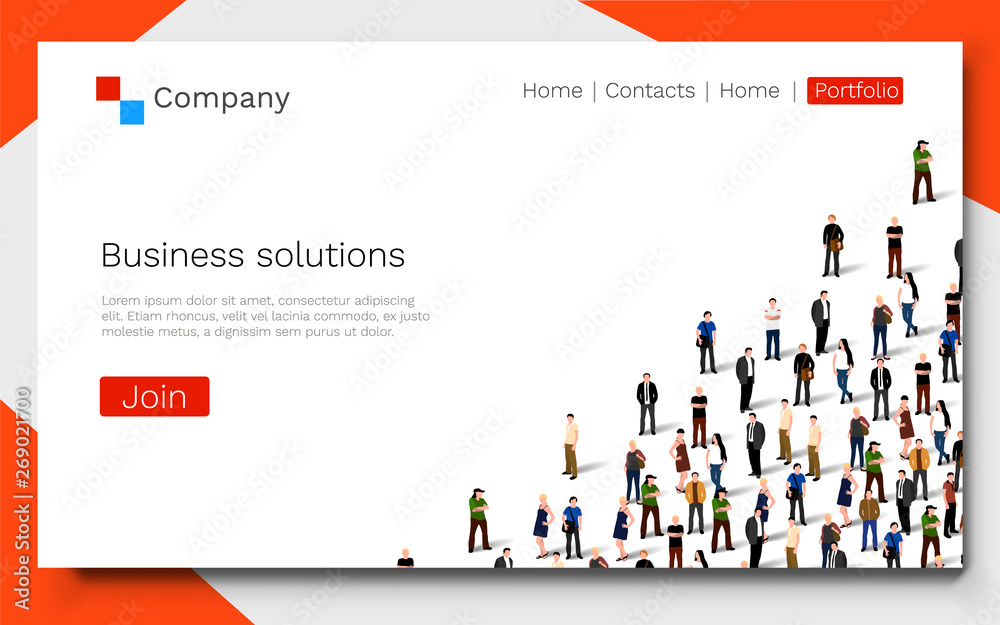 Company
Home | Contacts | Home | Portfolio
Business solutions
Lorem ipsum dolor sit amet, consectetur adipiscing
elit. Etiam rhoncus, velit vel lacinia commodo, ex justo
molestie metus, a dignissim sem purus ut dolor.
Join
Adobe Stock | #269021700